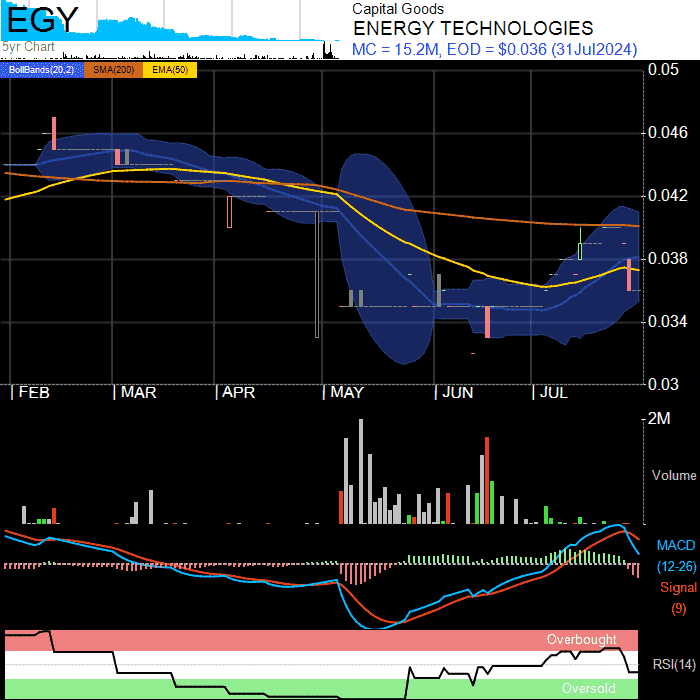 EGY
5yr Chart
Capital Goods
ENERGY TECHNOLOGIES
MC = 15.2M, EOD = $0.036 (31Jul2024)
BollBands(20,2) SMA(200) EMA(50)
0.05
0.046
0.042
0.038
0.034
0.03
FEB MAR APR MAY JUN JUL
2M
Volume
MACD
(12-26)
Signal
(9)
Overbought
RSI(14)
Oversold